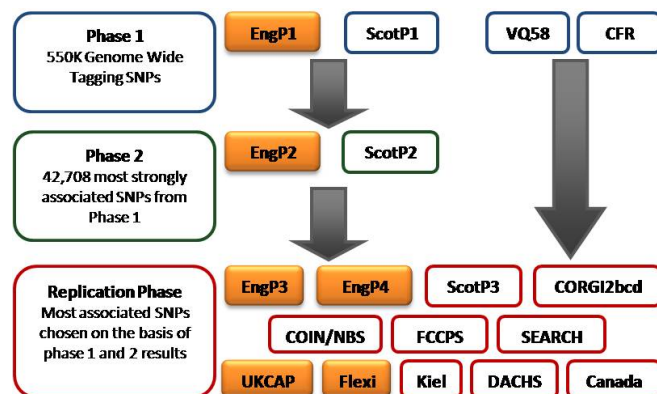 Phase 1
550K Genome Wide
Tagging SNPs
EngP1
ScotP1
VQ58
CFR
Phase 2
42,708 most strongly
associated SNPs from
Phase 1
EngP2
ScotP2
Replication Phase
Most associated SNPs
chosen on the basis of
phase 1 and 2 results
EngP3
EngP4
ScotP3
CORGI2bcd
COIN/NBS
FCCPS
SEARCH
UKCAP
Flexi
Kiel
DACHS
Canada